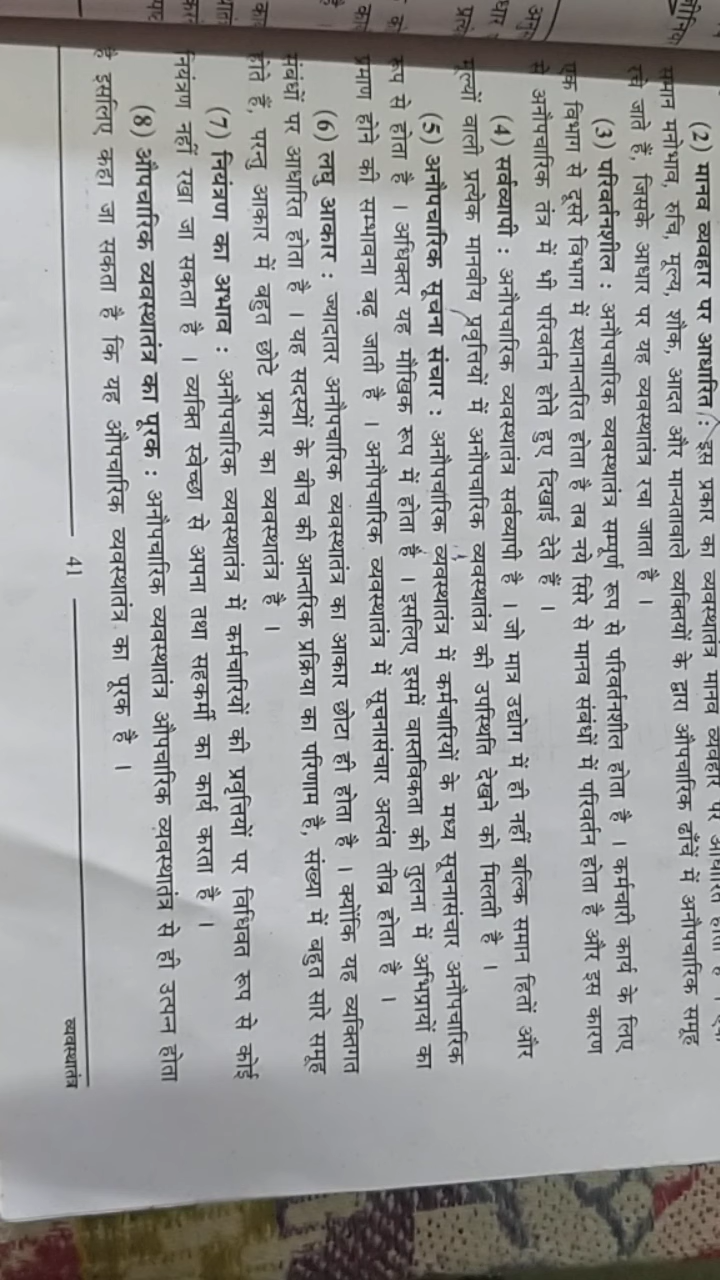 (2) मानव व्यवहार पर आधारित : इस प्रकार का व्यवस्थातंत्र मानव व्यवहार पर आधारित होता है ।
समान मनोभाव, रुचि, मूल्य, शौक, आदत और मान्यतावाले व्यक्तियों के द्वारा औपचारिक ढाँचें में अनौपचारिक समूह
रचे जाते हैं, जिसके आधार पर यह व्यवस्थातंत्र रचा जाता है ।
(3) परिवर्तनशील : अनौपचारिक व्यवस्थातंत्र सम्पूर्ण रूप से परिवर्तनशील होता है । कर्मचारी कार्य के लिए
एक विभाग से दूसरे विभाग में स्थानान्तरित होता है तब नये सिरे से मानव संबंधों में परिवर्तन होता है और इस कारण
से अनौपचारिक तंत्र में भी परिवर्तन होते हुए दिखाई देते हैं ।
(4) सर्वव्यापी : अनौपचारिक व्यवस्थातंत्र सर्वव्यापी है । जो मात्र उद्योग में ही नहीं बल्कि समान हितों और
मूल्यों वाली प्रत्येक मानवीय प्रवृत्तियों में अनौपचारिक व्यवस्थातंत्र की उपस्थिति देखने को मिलती है ।
(5) अनौपचारिक सूचना संचार : अनौपचारिक व्यवस्थातंत्र में कर्मचारियों के मध्य सूचनासंचार अनौपचारिक
रूप से होता है । अधिकतर यह मौखिक रूप में होता है । इसलिए इसमें वास्तविकता की तुलना में अभिप्रायों का
प्रमाण होने की सम्भावना बढ़ जाती है । अनौपचारिक व्यवस्थातंत्र में सूचनासंचार अत्यंत तीव्र होता है ।
(6) लघु आकार : ज्यादातर अनौपचारिक व्यवस्थातंत्र का आकार छोटा ही होता है । क्योंकि यह व्यक्तिगत
संबंधों पर आधारित होता है । यह सदस्यों के बीच की आन्तरिक प्रक्रिया का परिणाम है, संख्या में बहुत सारे समूह
होते हैं, परन्तु आकार में बहुत छोटे प्रकार का व्यवस्थातंत्र है ।
(7) नियंत्रण का अभाव : अनौपचारिक व्यवस्थातंत्र में कर्मचारियों की प्रवृत्तियों पर विधिवत रूप से कोई
नियंत्रण नहीं रखा जा सकता है । व्यक्ति स्वेच्छा से अपना तथा सहकर्मी का कार्य करता है ।
(8) औपचारिक व्यवस्थातंत्र का पूरक : अनौपचारिक व्यवस्थातंत्र औपचारिक व्यवस्थातंत्र से ही उत्पन्न होता
है इसलिए कहा जा सकता है कि यह औपचारिक व्यवस्थातंत्र का पूरक है ।
41
व्यवस्थातंत्र